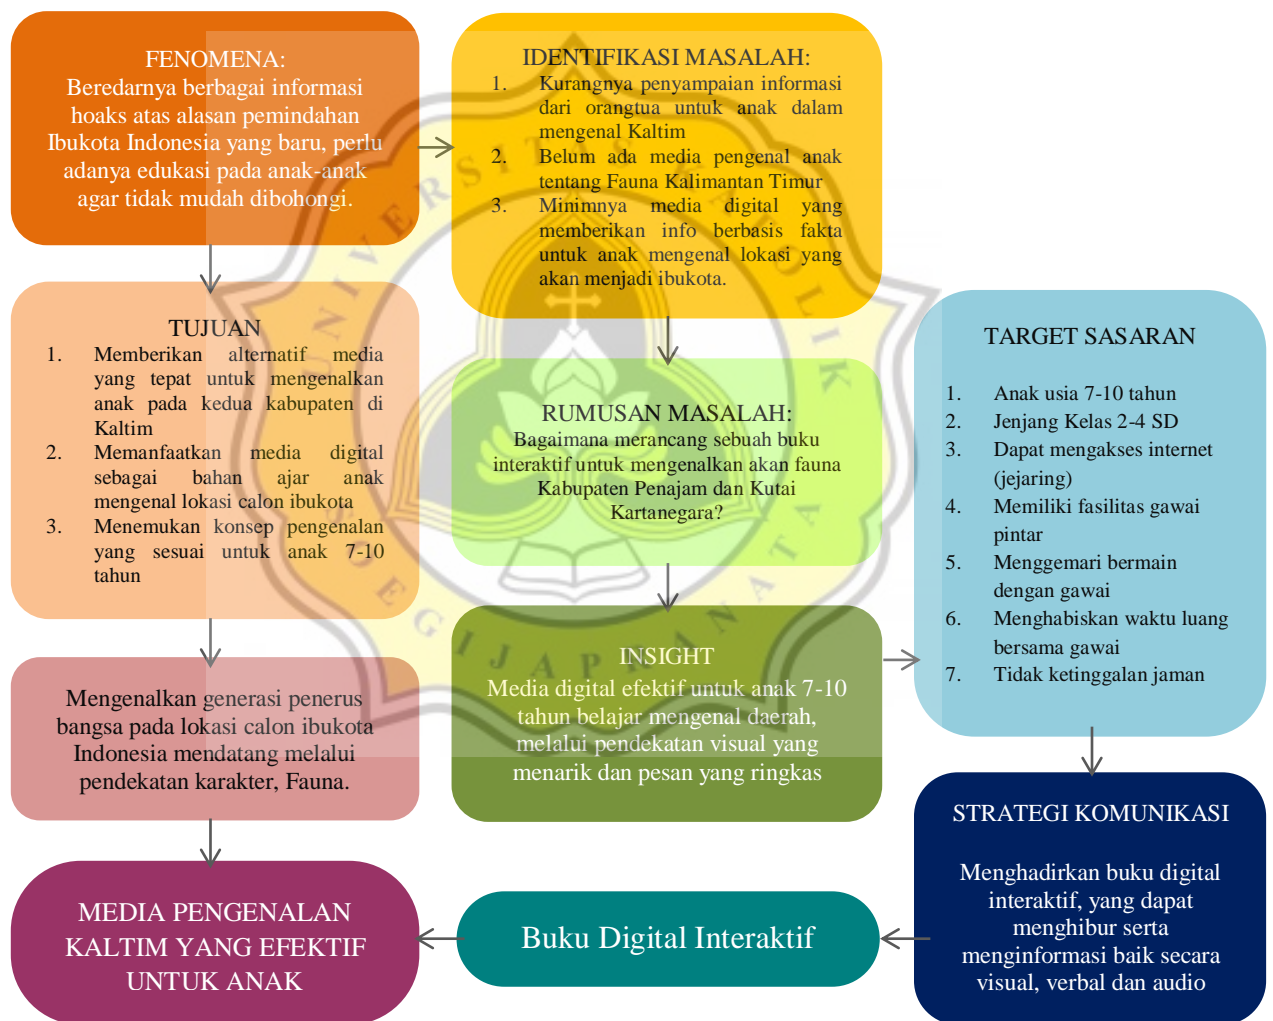 FENOMENA:
Beredarnya berbagai informasi
hoaks atas alasan pemindahan
Ibukota Indonesia yang baru, perlu
adanya edukasi pada anak-anak
agar tidak mudah dibohongi.
IDENTIFIKASI MASALAH:
1. Kurangnya penyampaian informasi
dari orangtua untuk anak dalam
mengenal Kaltim
2. Belum ada media pengenal anak
tentang Fauna Kalimantan Timur
3. Minimnya media digital yang
memberikan info berbasis fakta
untuk anak mengenal lokasi yang
akan menjadi ibukota.
TUJUAN
1. Memberikan alternatif media
yang tepat untuk mengenalkan
anak pada kedua kabupaten di
Kaltim
2. Memanfaatkan media digital
sebagai bahan ajar anak
mengenal lokasi calon ibukota
3. Menemukan konsep pengenalan
yang sesuai untuk anak 7-10
tahun
RUMUSAN MASALAH:
Bagaimana merancang sebuah buku
interaktif untuk mengenalkan akan fauna
Kabupaten Penajam dan Kutai
Kartanegara?
TARGET SASARAN
1. Anak usia 7-10 tahun
2. Jenjang Kelas 2-4 SD
3. Dapat mengakses internet
(jejaring)
4. Memiliki fasilitas gawai
pintar
5. Menggemari bermain
dengan gawai
6. Menghabiskan waktu luang
bersama gawai
7. Tidak ketinggalan jaman
INSIGHT
Media digital efektif untuk anak 7-10
tahun belajar mengenal daerah,
melalui pendekatan visual yang
menarik dan pesan yang ringkas
Mengenalkan generasi penerus
bangsa pada lokasi calon ibukota
Indonesia mendatang melalui
pendekatan karakter, Fauna.
STRATEGI KOMUNIKASI
Menghadirkan buku digital
interaktif, yang dapat
menghibur serta
menginformasi baik secara
visual, verbal dan audio
Buku Digital Interaktif
MEDIA PENGENALAN
KALTIM YANG EFEKTIF
UNTUK ANAK
UNIVERSITAS KATOLIK
SOEGIJAPRANATA